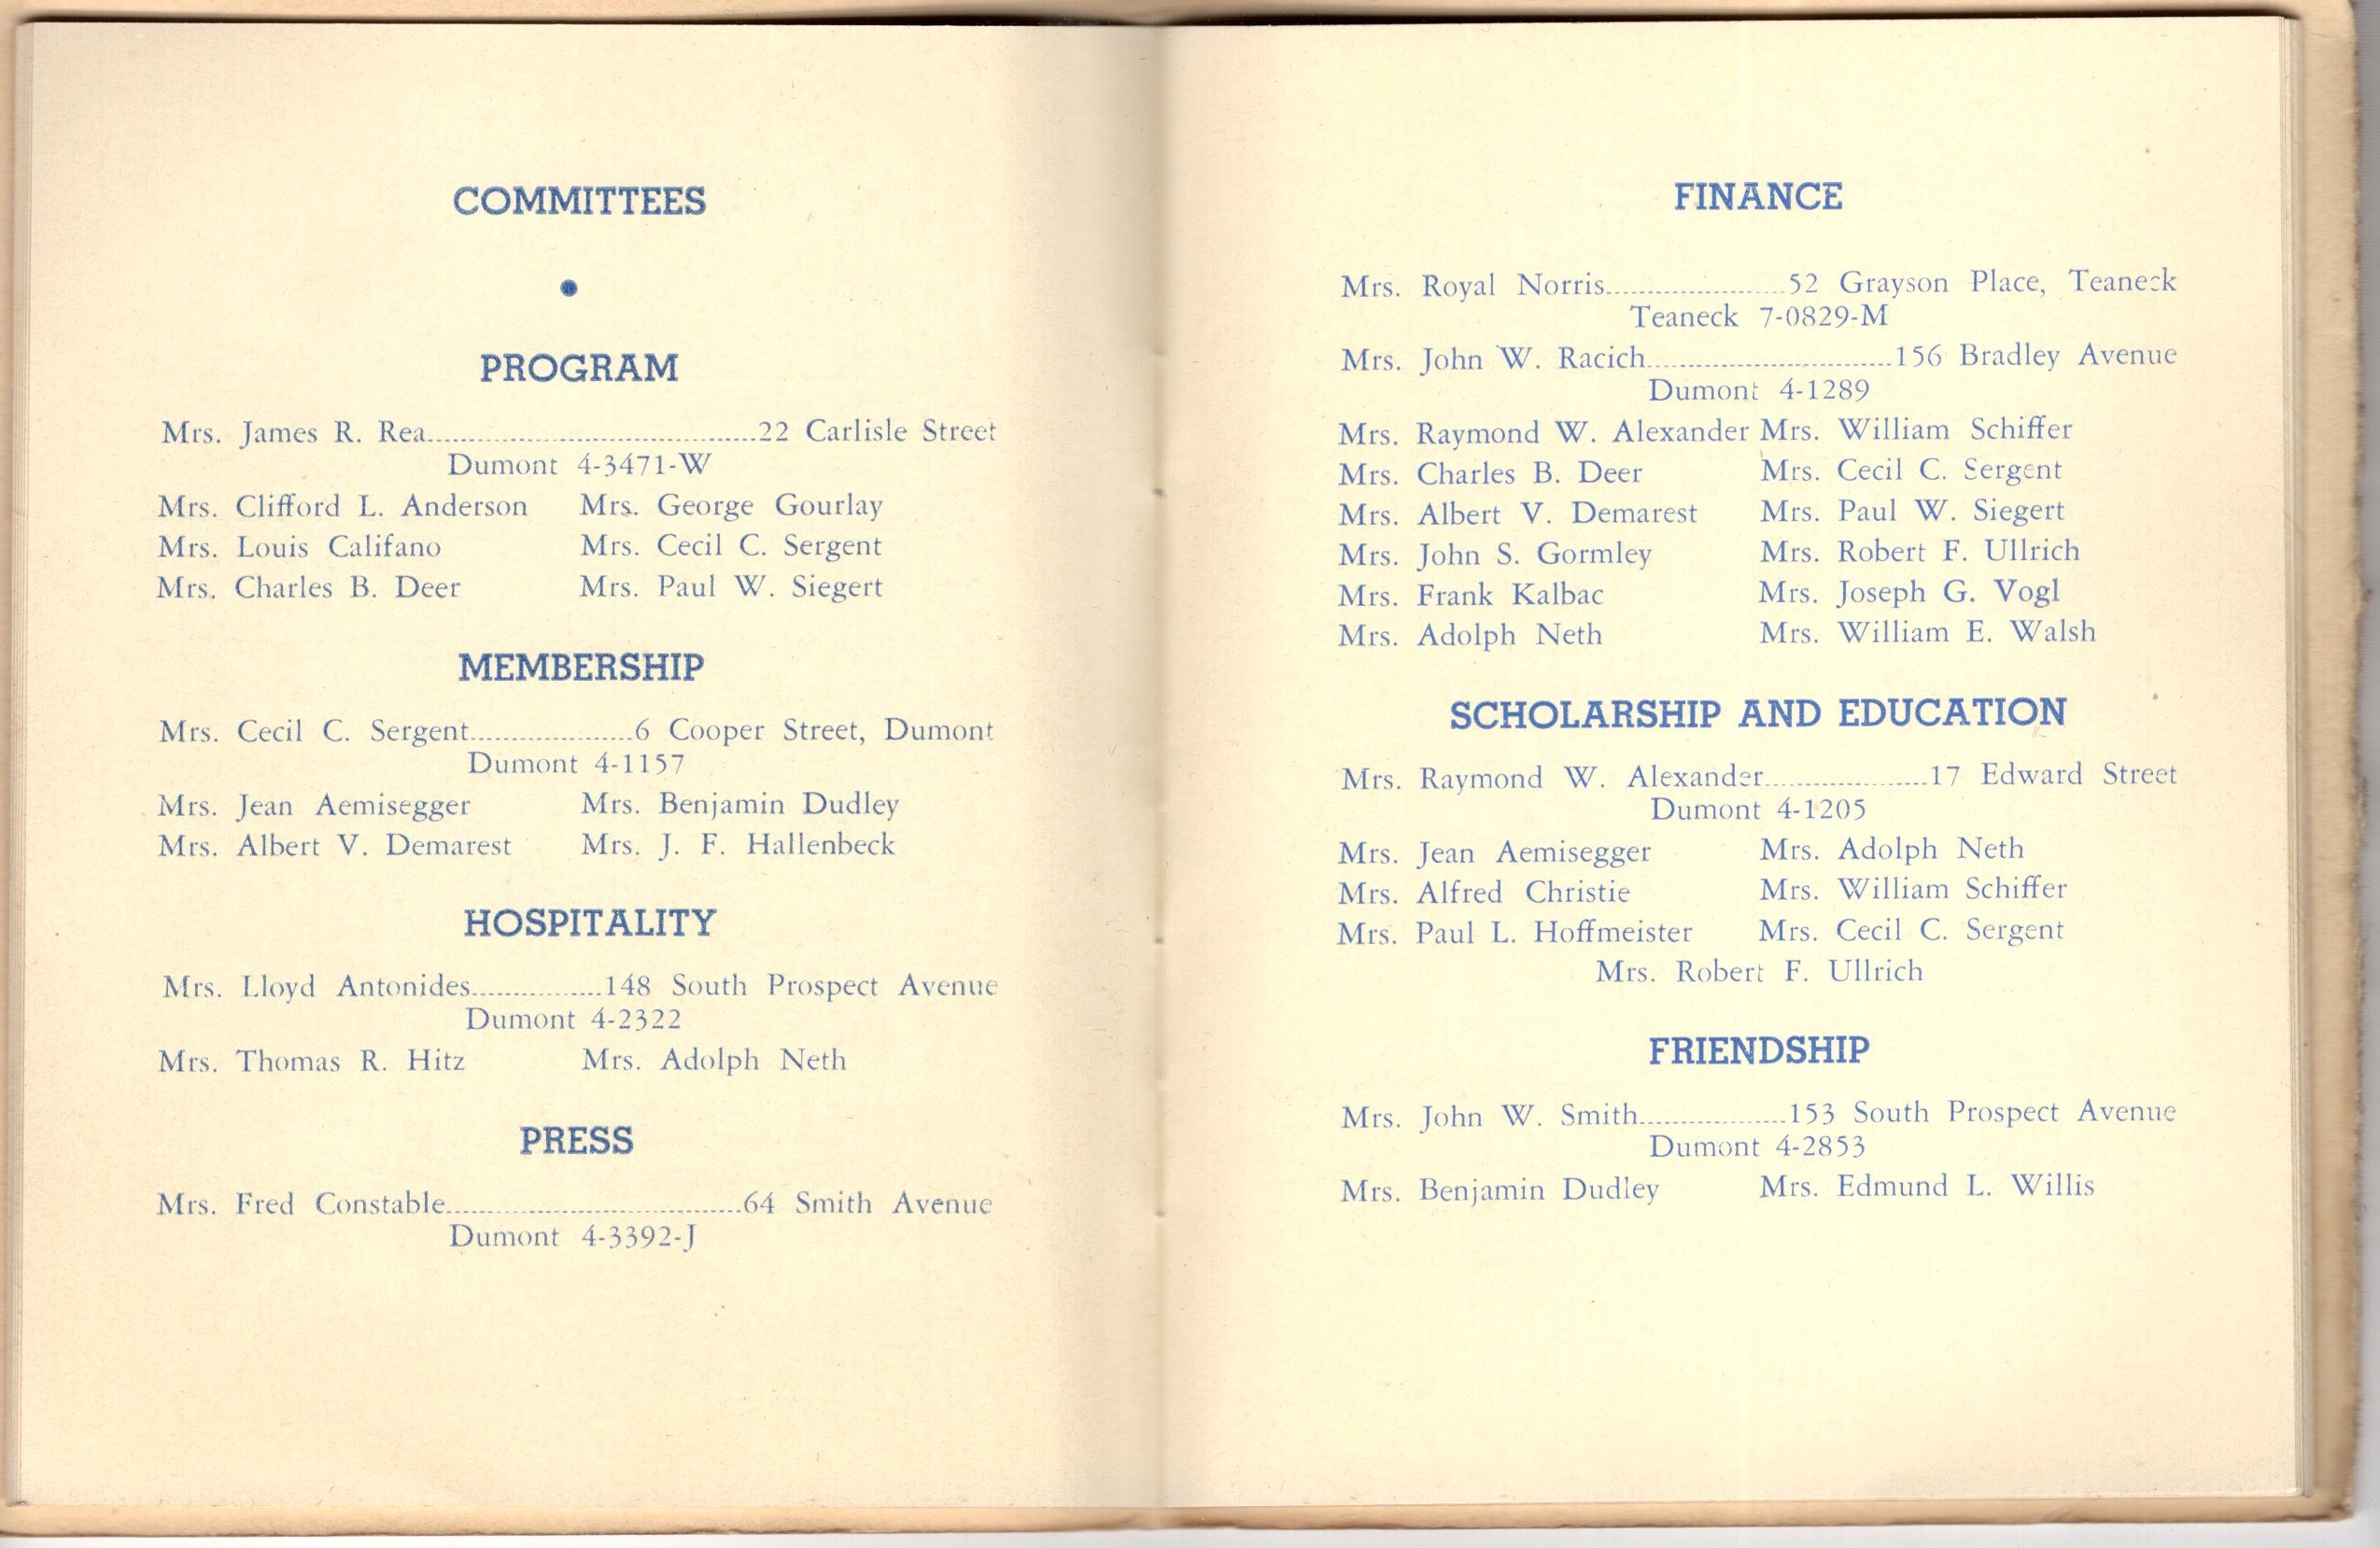 COMMITTEES
•
PROGRAM
Mrs. James R. Rea........................................22 Carlisle Street
Dumont 4-3471-W
Mrs. Clifford L. Anderson Mrs. George Gourlay
Mrs. Louis Califano Mrs. Cecil C. Sergent
Mrs. Charles B. Deer Mrs. Paul W. Siegert
MEMBERSHIP
Mrs. Cecil C. Sergent....................6 Cooper Street, Dumont
Dumont 4-1157
Mrs. Jean Aemisegger Mrs. Benjamin Dudley
Mrs. Albert V. Demarest Mrs. J. F. Hallenbeck
HOSPITALITY
Mrs. Lloyd Antonides................148 South Prospect Avenue
Dumont 4-2322
Mrs. Thomas R. Hitz Mrs. Adolph Neth
PRESS
Mrs. Fred Constable....................................64 Smith Avenue
Dumont 4-3392-J
FINANCE
Mrs. Royal Norris......................52 Grayson Place, Teaneck
Teaneck 7-0829-M
Mrs. John W. Racich..............................156 Bradley Avenue
Dumont 4-1289
Mrs. Raymond W. Alexander Mrs. William Schiffer
Mrs. Charles B. Deer Mrs. Cecil C. Sergent
Mrs. Albert V. Demarest Mrs. Paul W. Siegert
Mrs. John S. Gormley Mrs. Robert F. Ullrich
Mrs. Frank Kalbac Mrs. Joseph G. Vogl
Mrs. Adolph Neth Mrs. William E. Walsh
SCHOLARSHIP AND EDUCATION
Mrs. Raymond W. Alexander....................17 Edward Street
Dumont 4-1205
Mrs. Jean Aemisegger Mrs. Adolph Neth
Mrs. Alfred Christie Mrs. William Schiffer
Mrs. Paul L. Hoffmeister Mrs. Cecil C. Sergent
Mrs. Robert F. Ullrich
FRIENDSHIP
Mrs. John W. Smith..................153 South Prospect Avenue
Dumont 4-2853
Mrs. Benjamin Dudley Mrs. Edmund L. Willis